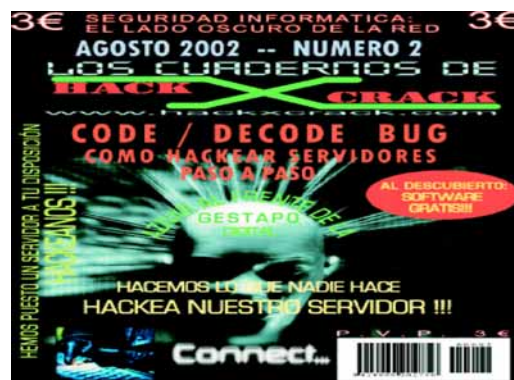 3€ SEGURIDAD INFORMATICA: 3€
EL LADO OSCURO DE LA RED
AGOSTO 2002 -- NUMERO 2
LOS CUADERNOS DE
HACK X CRACK
www.hackxcrack.com
CODE / DECODE BUG
COMO HACKEAR SERVIDORES
PASO A PASO
AL DESCUBIERTO:
SOFTWARE
GRATIS!!!
DE LA
GESTAPO
HEMOS PUESTO UN SERVIDOR A TU DISPOSICIÓN
HACKEANOS !!!
HACEMOS LO QUE NADIE HACE
HACKEA NUESTRO SERVIDOR !!!
Connect...
P.V.P. 3€